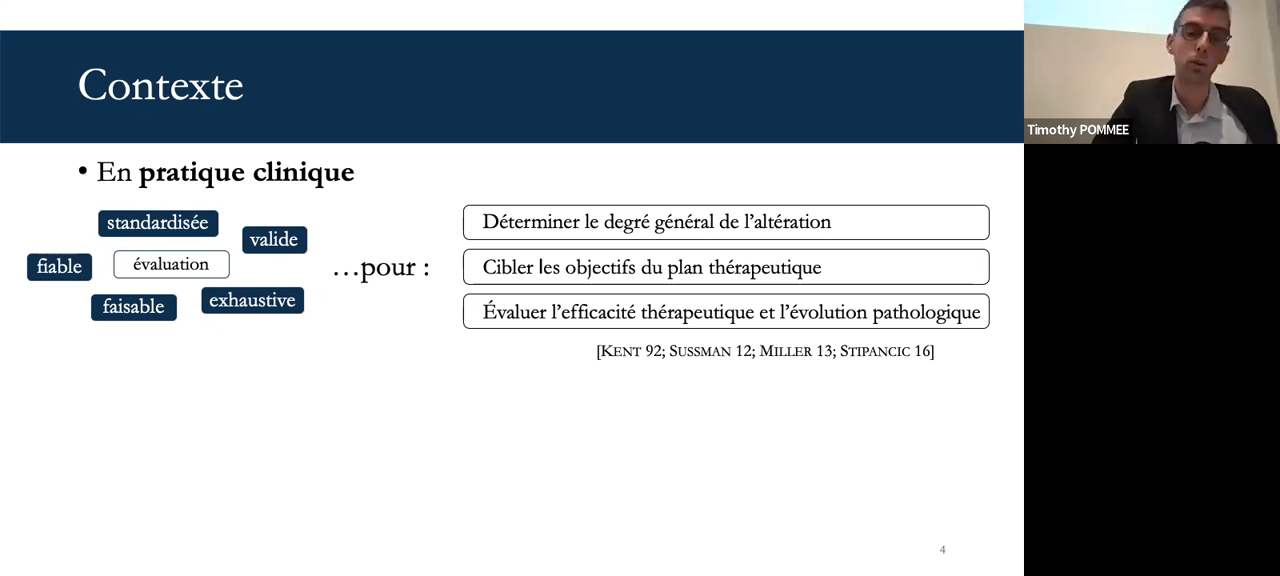 Contexte
• En pratique clinique
standardisée
valide
fiable
évaluation
faisable
exhaustive
…pour :
Déterminer le degré général de l’altération
Cibler les objectifs du plan thérapeutique
Évaluer l’efficacité thérapeutique et l’évolution pathologique
[KENT 92; SUSSMAN 12; MILLER 13; STIPANCIC 16]
4
Timothy POMMEE